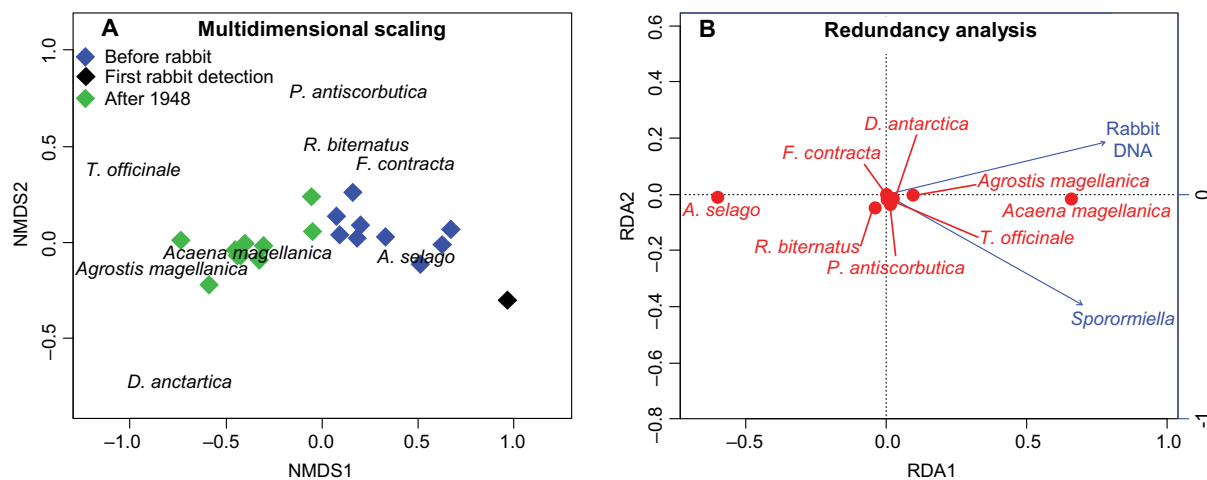 A
Multidimensional scaling
Before rabbit
First rabbit detection
After 1948
P. antiscorbutica
R. biternatus
F. contracta
T. officinale
Acaena magellanica
A. selago
Agrostis magellanica
D. anctartica
1.0
0.5
0.0
–0.5
NMDS2
–1.0
–0.5
0.0
0.5
1.0
NMDS1
B
Redundancy analysis
D. antarctica
F. contracta
Rabbit
DNA
Agrostis magellanica
A. selago
Acaena magellanica
R. biternatus
T. officinale
P. antiscorbutica
Sporormiella
0.6
0.4
0.2
0.0
–0.2
–0.4
–0.6
–0.8
RDA2
0
-1
–0.5
0.0
0.5
1.0
RDA1